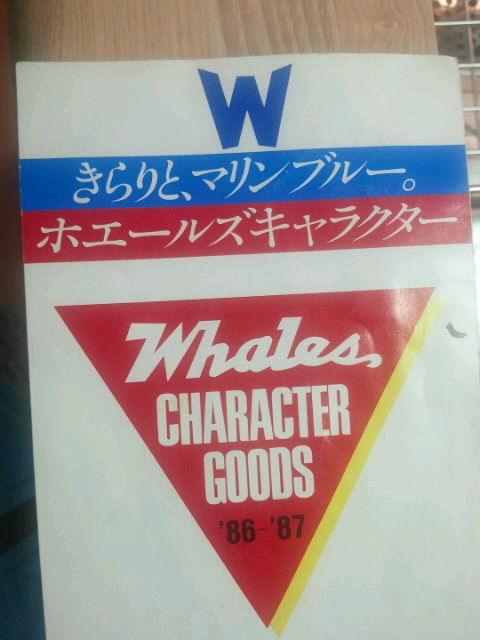 W
きらりと、マリンブルー。
ホエールズキャラクター
Whales
CHARACTER
GOODS
'86-'87